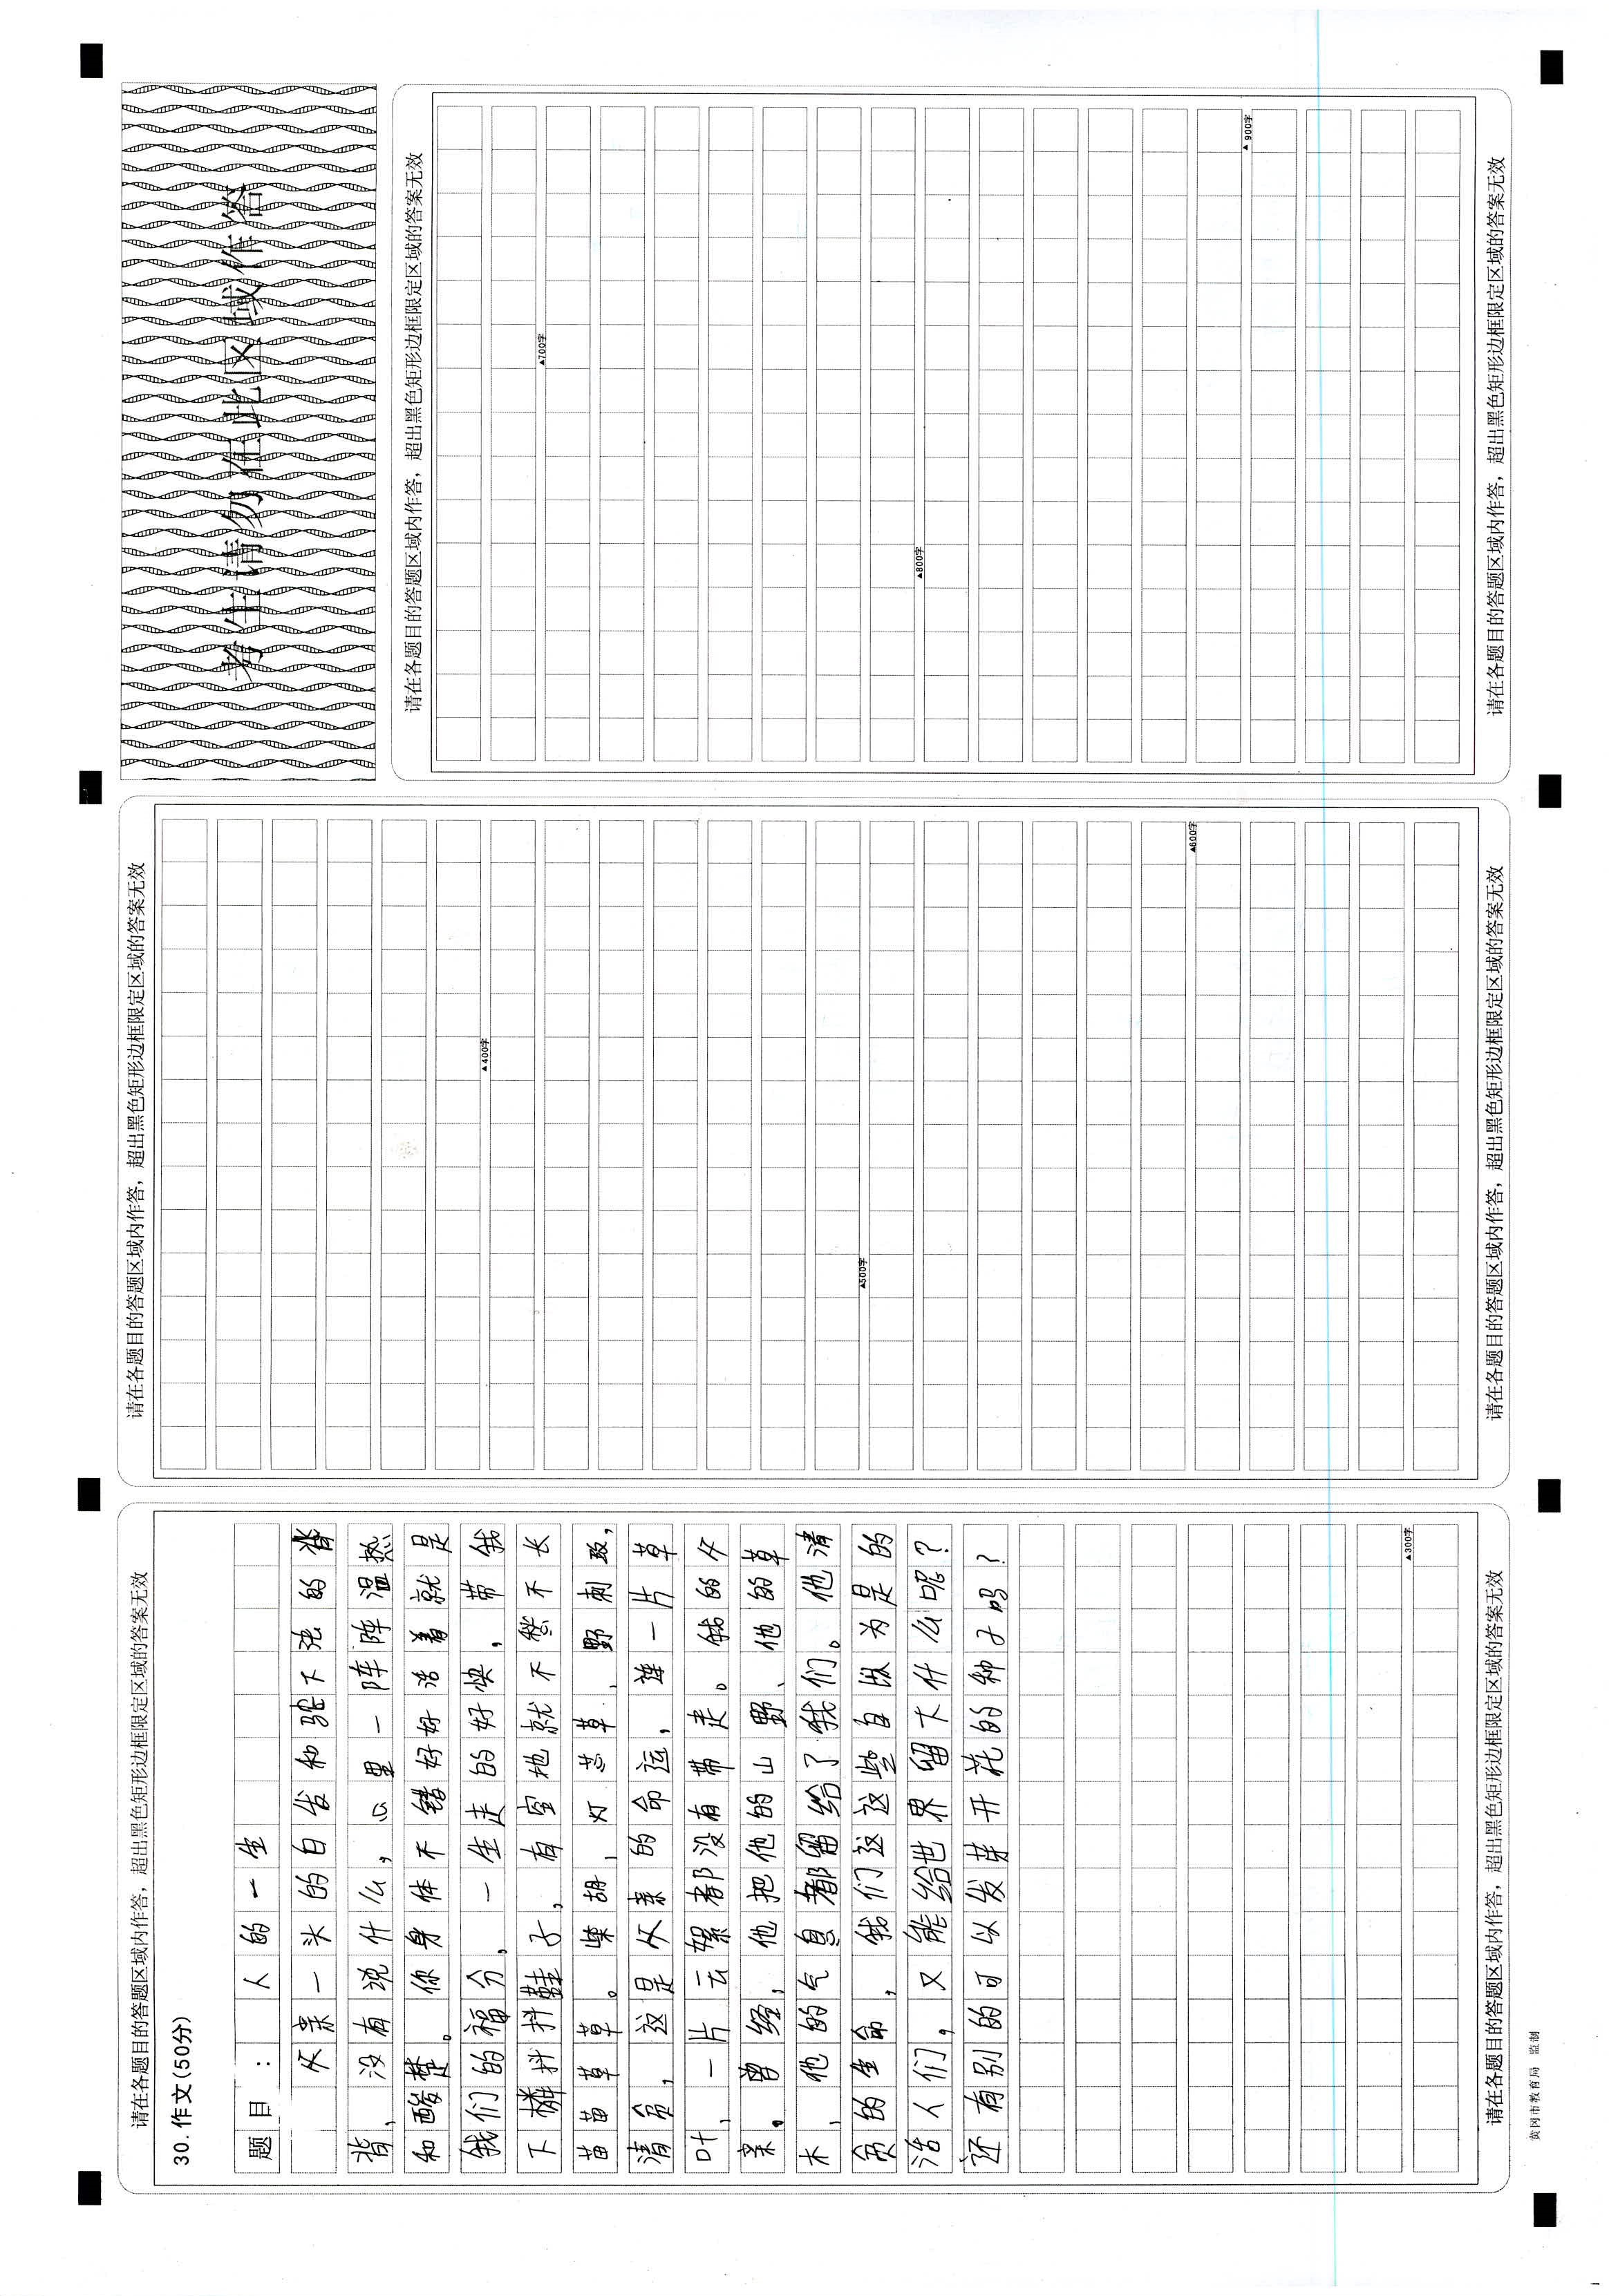 请在各题目的答题区域内作答，超出黑色矩形边框限定区域的答案无效
30.作文(50分)
题目：人的一生
父亲一头的白发和驼下的脊
背，没有说什么，心里一阵阵温热
和酸楚。你身体不错好好活着就是
我们的福分，一生走的好快，带我
下抖抖鞋子，有空地就不愁不长
苗苗草草。柴胡、灯芯草、野刺玫，
清贫，这是父亲的命运，连一片草
叶、一片云絮都没有带走。我的父
亲，曾经，他把他的山野、他的草
木、他的气息都留给了我们。他清
贫的生命，我们这这些自以为是的
活人们，又能给世界留下什么呢？
还有别的可以发芽开花的种子吗？
▲300字
请在各题目的答题区域内作答，超出黑色矩形边框限定区域的答案无效
黄冈市教育局 监制
请在各题目的答题区域内作答，超出黑色矩形边框限定区域的答案无效
▲400字
▲500字
▲600字
请在各题目的答题区域内作答，超出黑色矩形边框限定区域的答案无效
考生请勿在此区域作答
请在各题目的答题区域内作答，超出黑色矩形边框限定区域的答案无效
▲700字
▲800字
▲900字
请在各题目的答题区域内作答，超出黑色矩形边框限定区域的答案无效